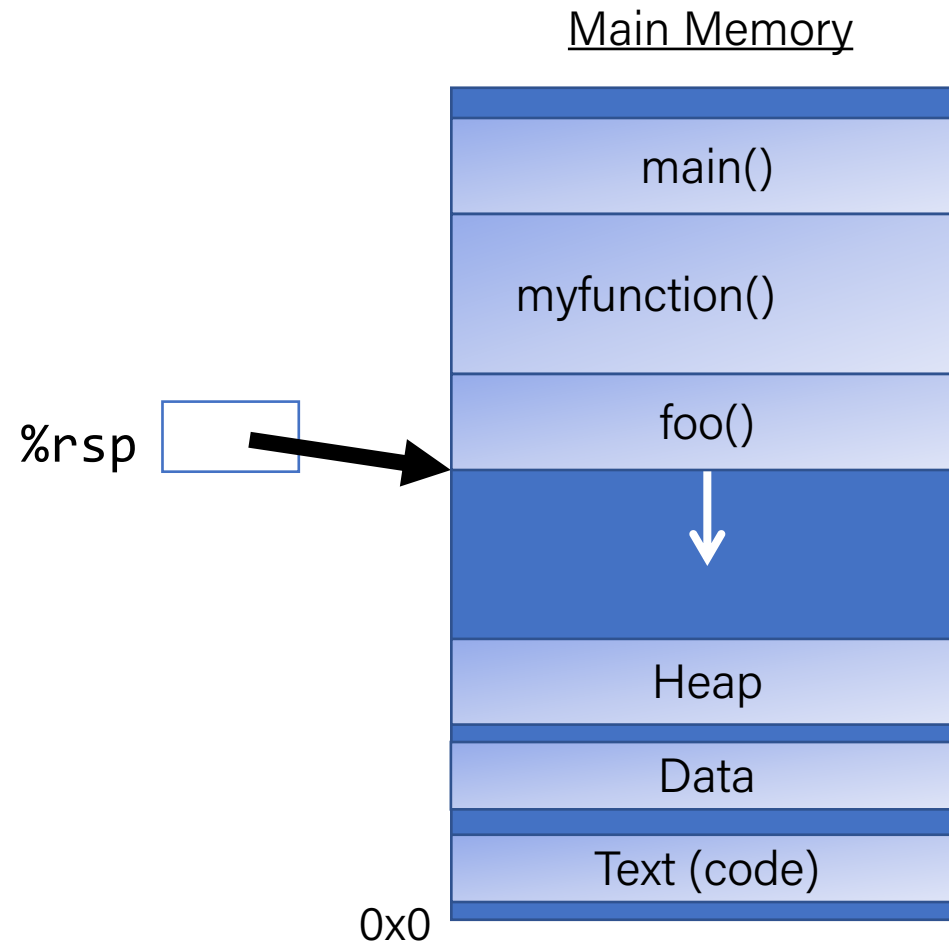 Main Memory
main()
myfunction()
foo()
%rsp
Heap
Data
Text (code)
0x0